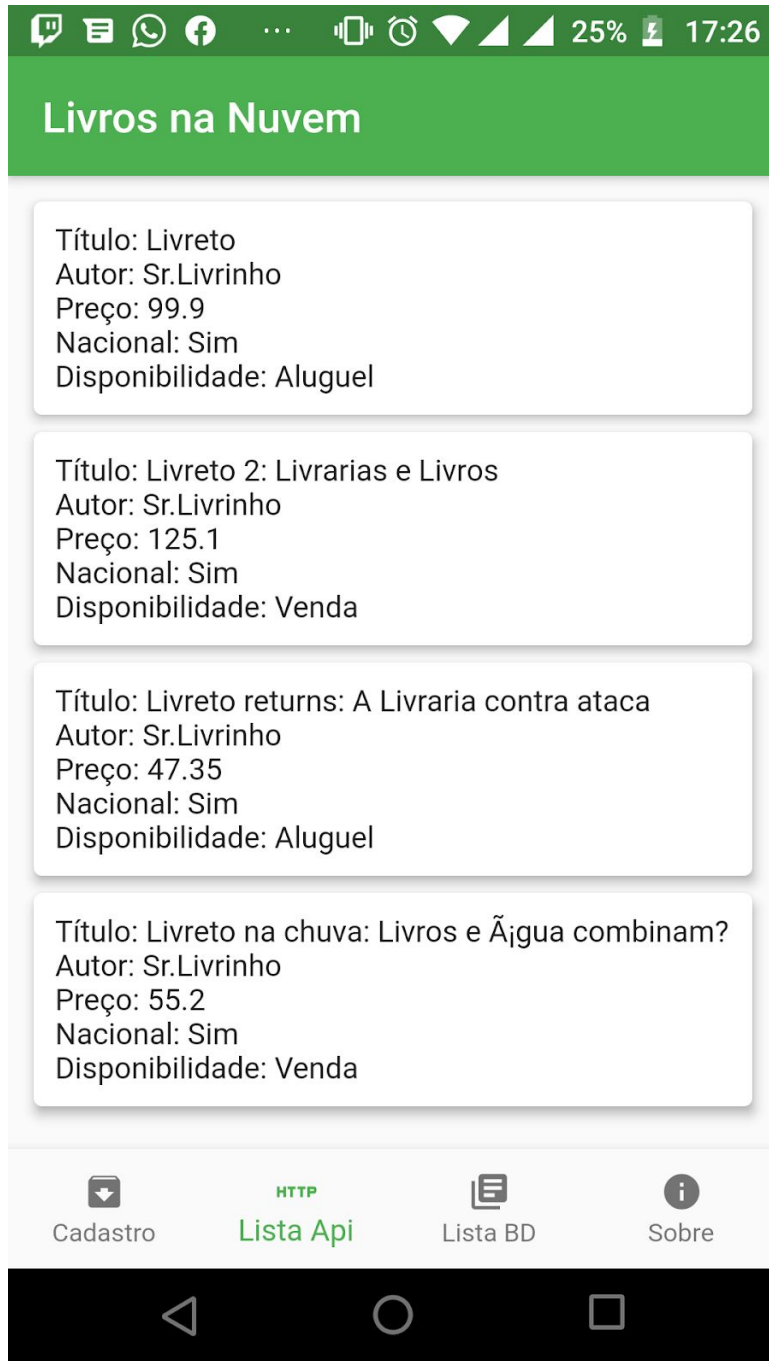 25% 17:26
Livros na Nuvem
Título: Livreto
Autor: Sr.Livrinho
Preço: 99.9
Nacional: Sim
Disponibilidade: Aluguel
Título: Livreto 2: Livrarias e Livros
Autor: Sr.Livrinho
Preço: 125.1
Nacional: Sim
Disponibilidade: Venda
Título: Livreto returns: A Livraria contra ataca
Autor: Sr.Livrinho
Preço: 47.35
Nacional: Sim
Disponibilidade: Aluguel
Título: Livreto na chuva: Livros e Ã¡gua combinam?
Autor: Sr.Livrinho
Preço: 55.2
Nacional: Sim
Disponibilidade: Venda
HTTP
Cadastro Lista Api Lista BD Sobre